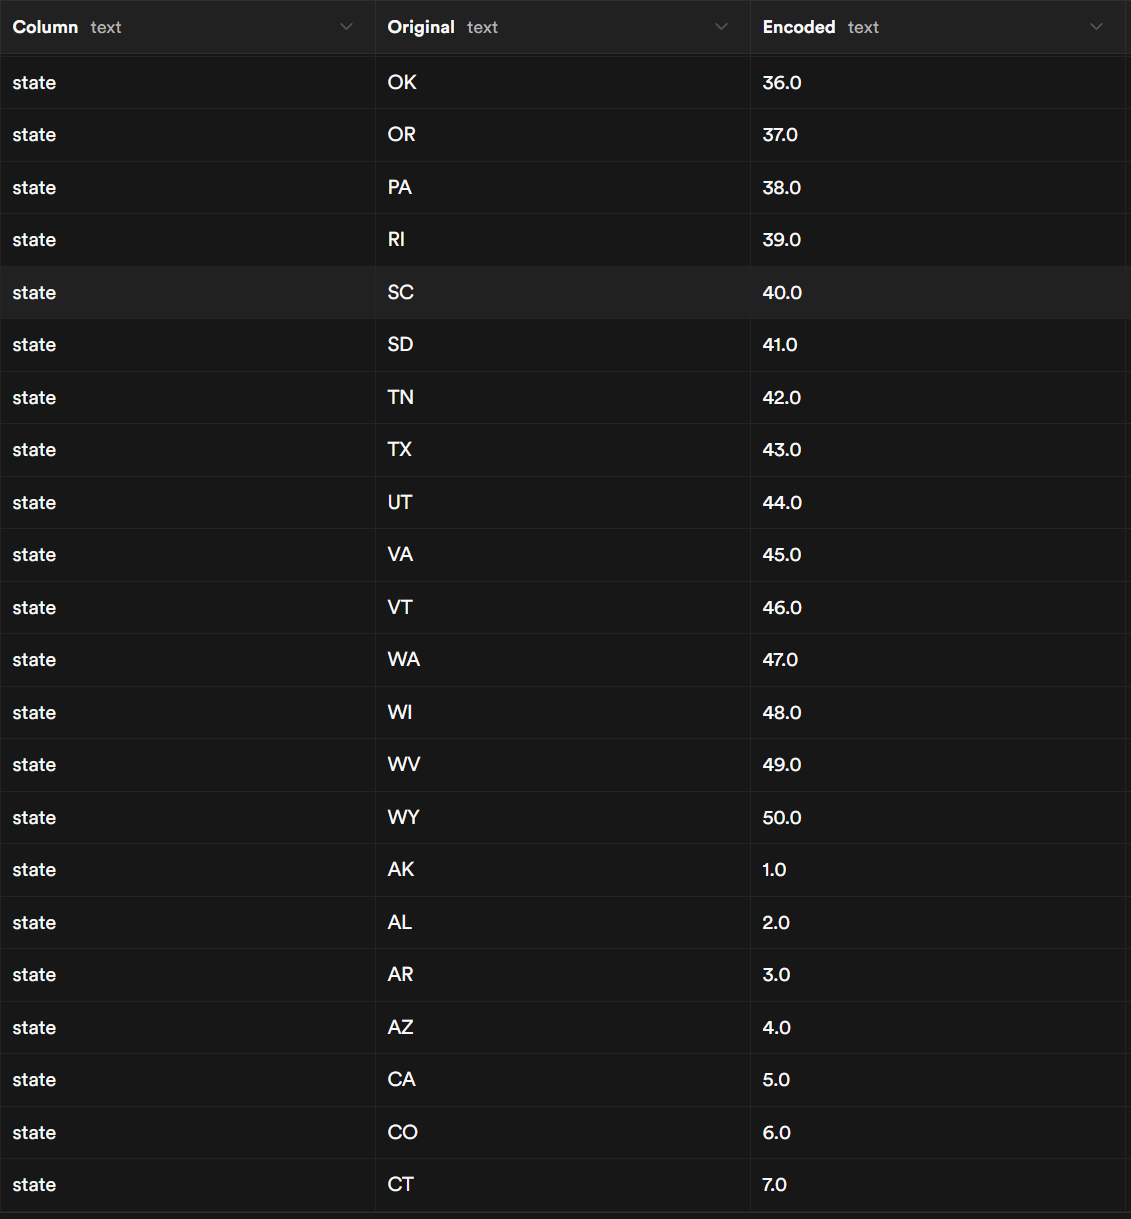 Column text Original text Encoded text
state OK 36.0
state OR 37.0
state PA 38.0
state RI 39.0
state SC 40.0
state SD 41.0
state TN 42.0
state TX 43.0
state UT 44.0
state VA 45.0
state VT 46.0
state WA 47.0
state WI 48.0
state WV 49.0
state WY 50.0
state AK 1.0
state AL 2.0
state AR 3.0
state AZ 4.0
state CA 5.0
state CO 6.0
state CT 7.0